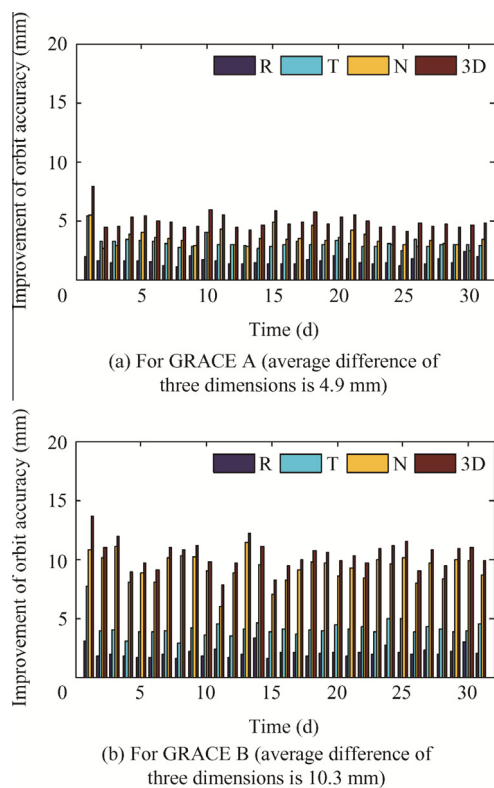 Improvement of orbit accuracy (mm)
20
15
10
5
0
R T N 3D
5 10 15 20 25 30
Time (d)
(a) For GRACE A (average difference of
three dimensions is 4.9 mm)
Improvement of orbit accuracy (mm)
20
15
10
5
0
R T N 3D
5 10 15 20 25 30
Time (d)
(b) For GRACE B (average difference of
three dimensions is 10.3 mm)